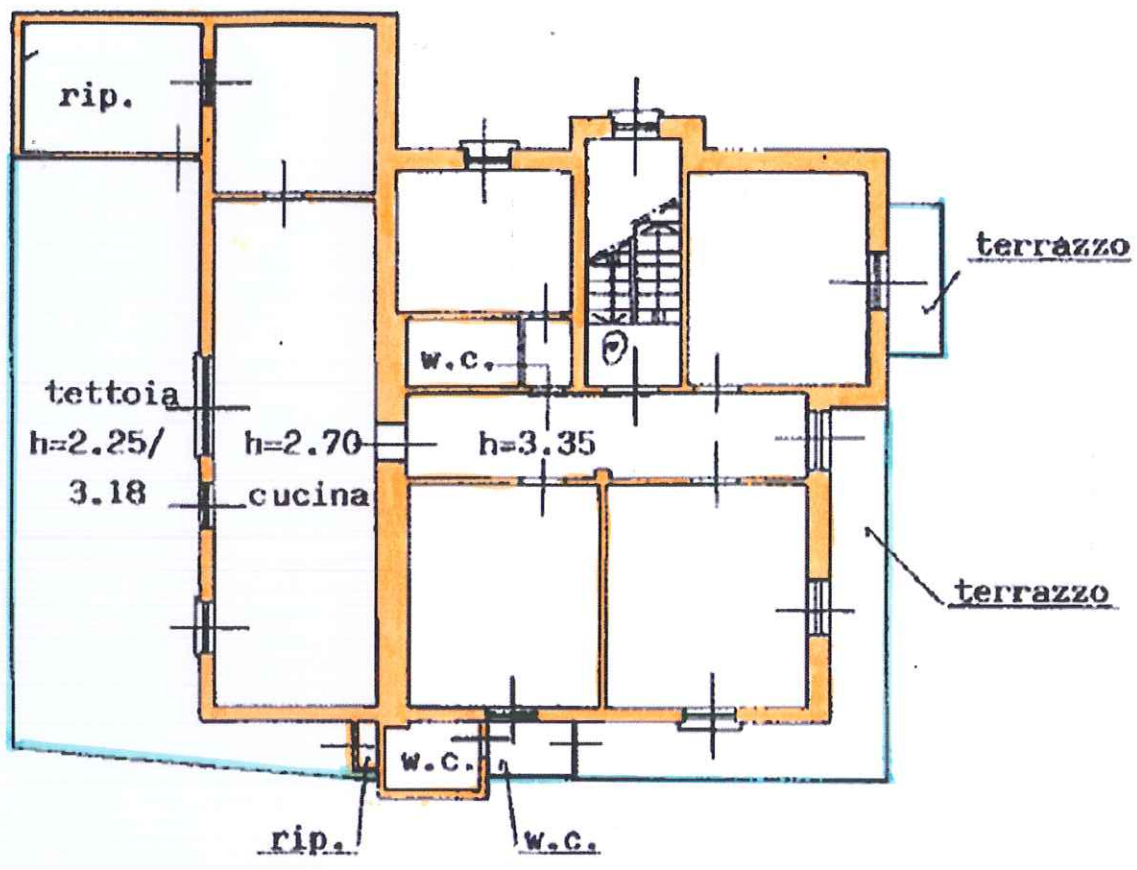 rip.
terrazzo
w.c.
tettoia
h=2.25/
3.18
h=2.70
cucina
h=3.35
terrazzo
w.c.
rip.
w.c.